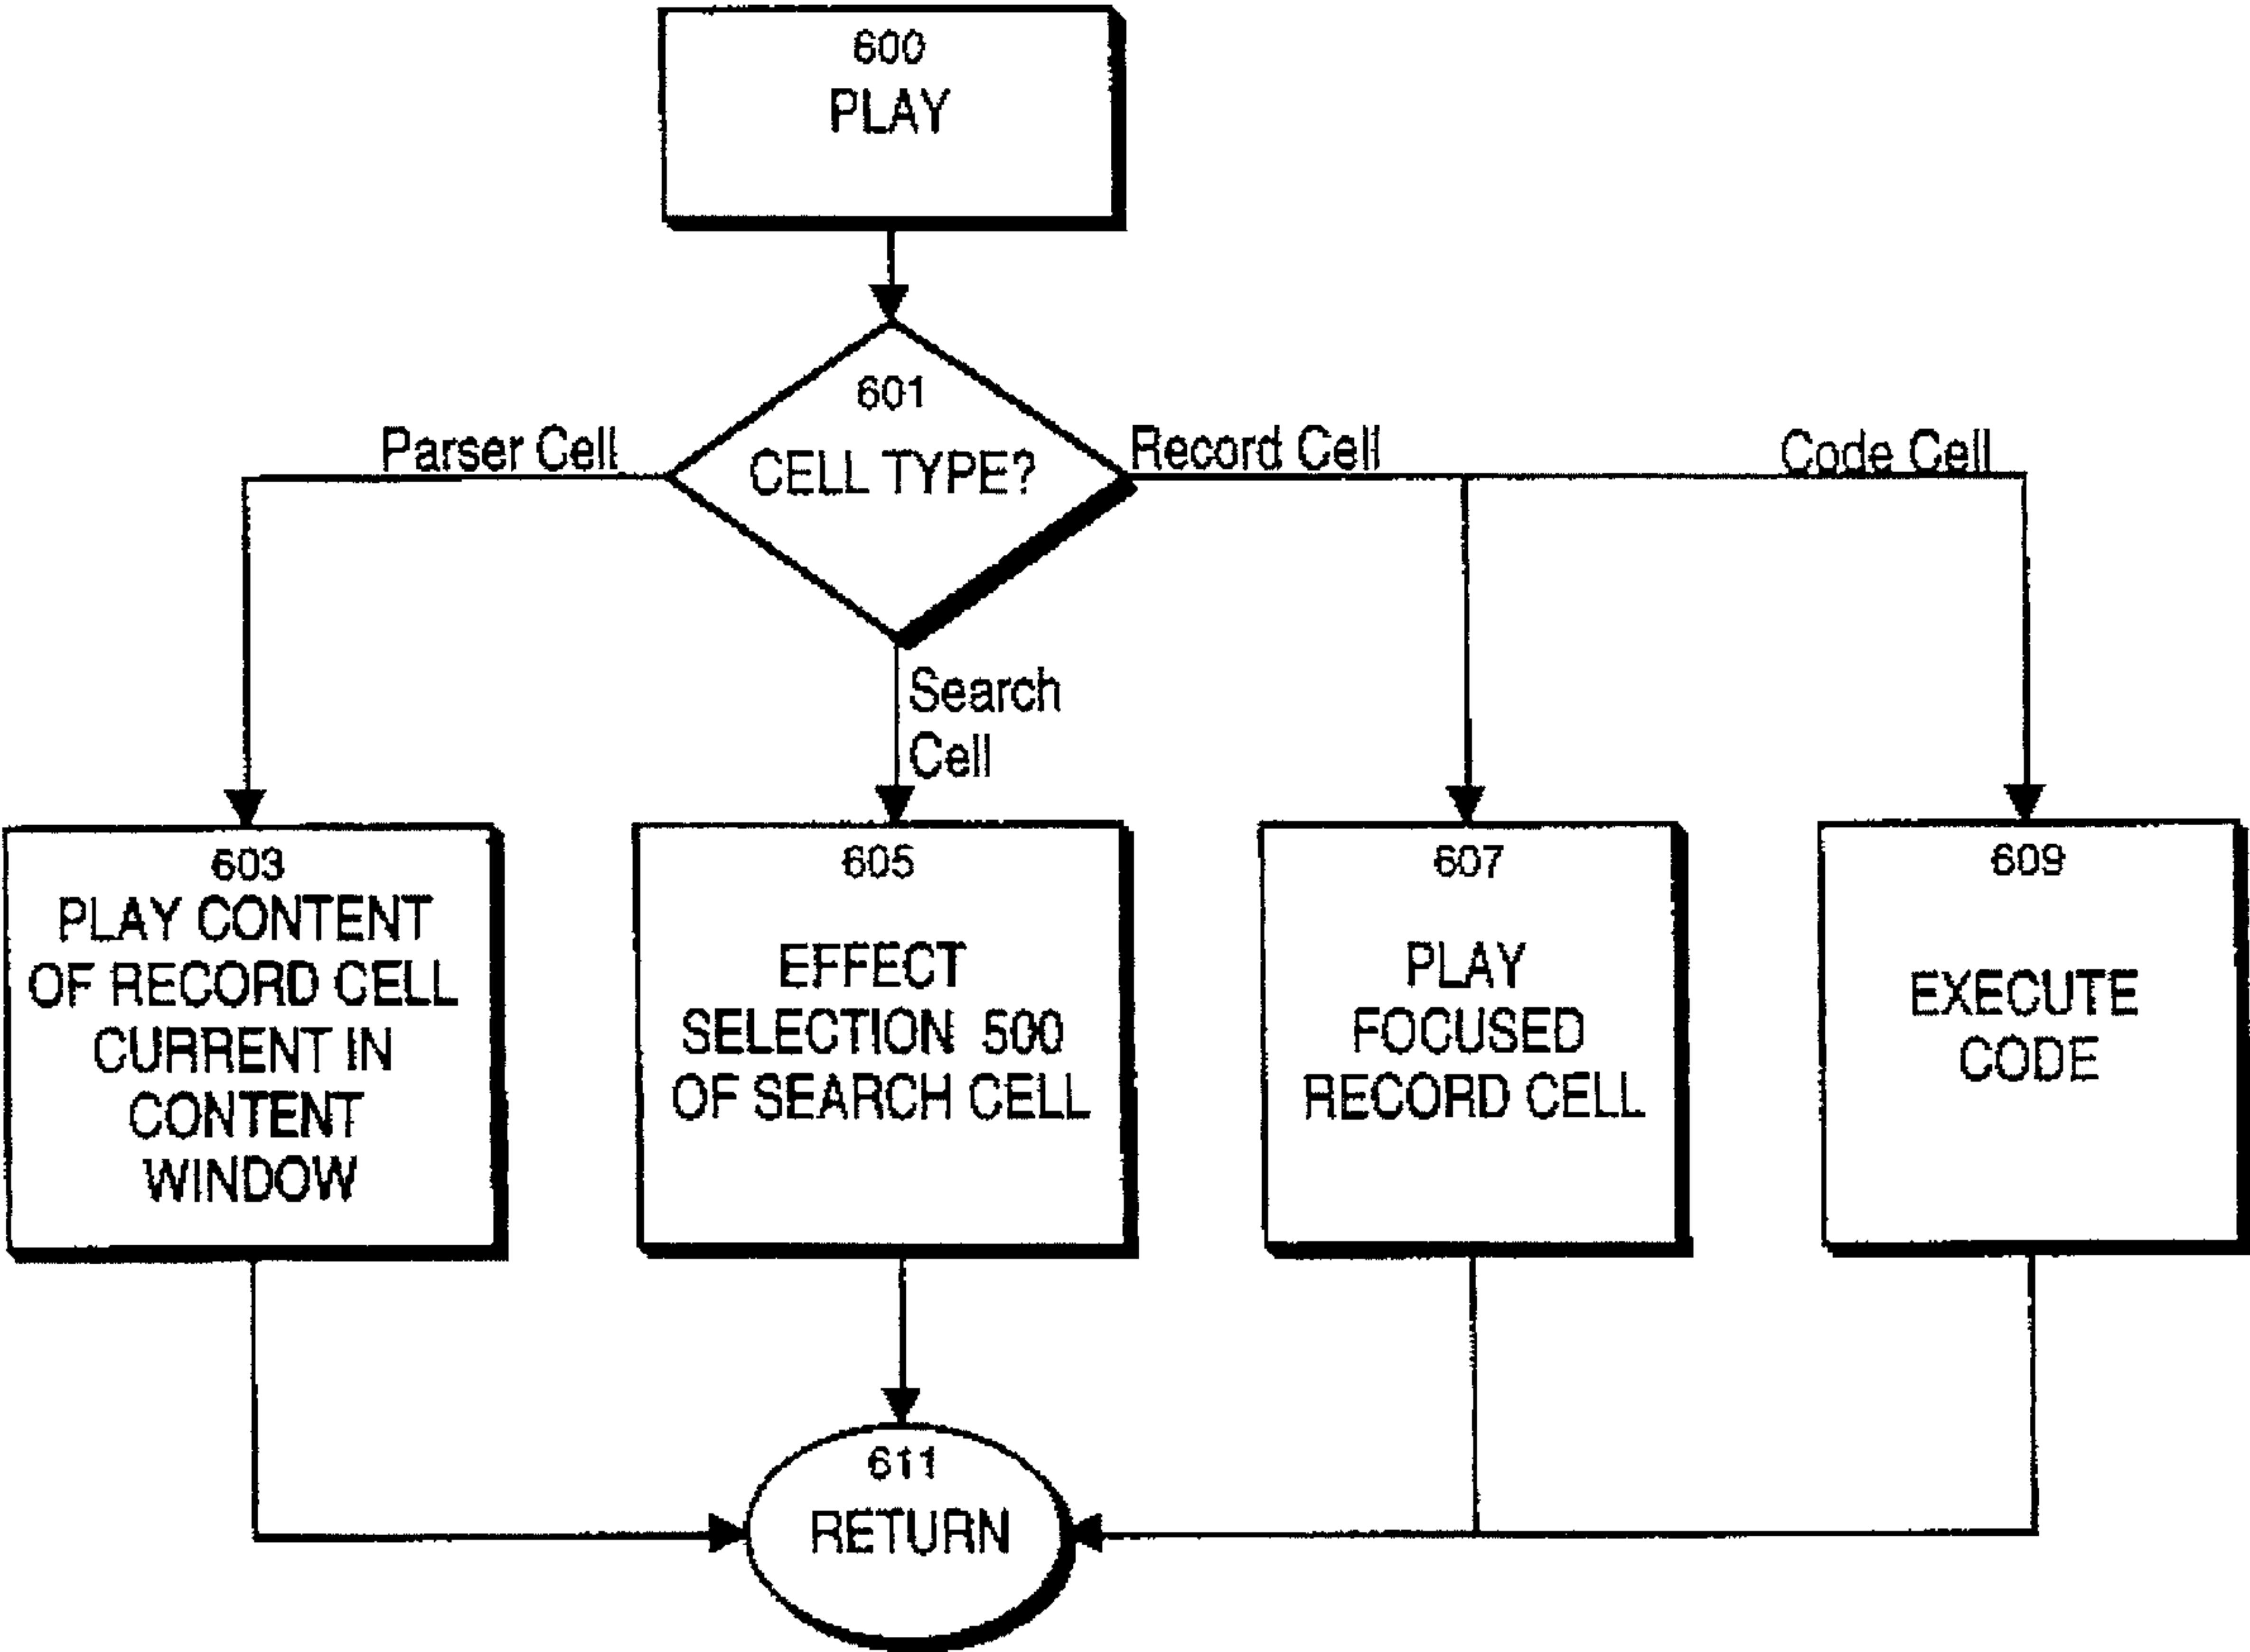 600
PLAY
601
CELL TYPE?
Parser Cell
Record Cell
Code Cell
Search
Cell
603
PLAY CONTENT
OF RECORD CELL
CURRENT IN
CONTENT
WINDOW
605
EFFECT
SELECTION 500
OF SEARCH CELL
607
PLAY
FOCUSED
RECORD CELL
609
EXECUTE
CODE
611
RETURN